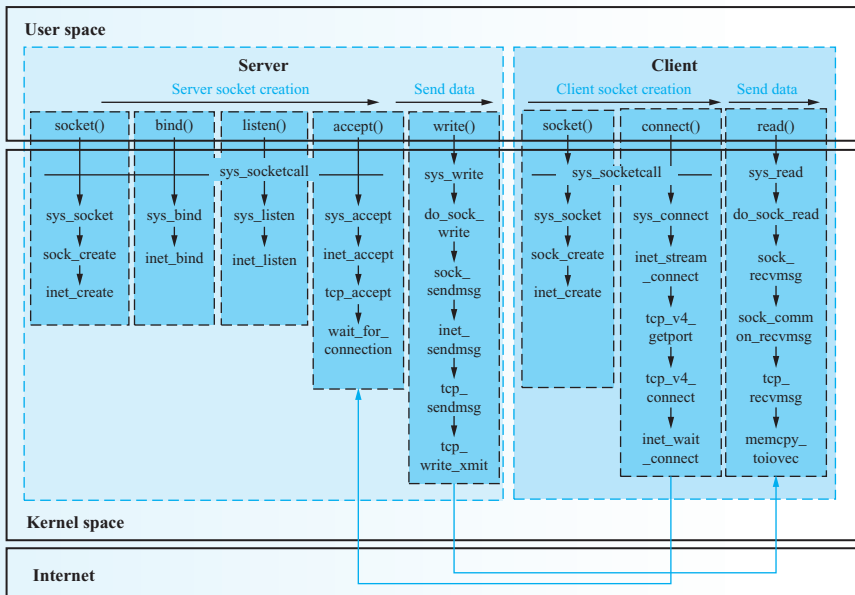 User space
Server
Client
Server socket creation
Send data
Client socket creation
Send data
socket()
bind()
listen()
accept()
write()
socket()
connect()
read()
sys_socketcall
sys_socket
sock_create
inet_create
sys_bind
inet_bind
sys_listen
inet_listen
sys_accept
inet_accept
tcp_accept
wait_for_
connection
sys_write
do_sock_
write
sock_
sendmsg
inet_
sendmsg
tcp_
sendmsg
tcp_
write_xmit
sys_socketcall
sys_socket
sock_create
inet_create
sys_connect
inet_stream
_connect
tcp_v4_
getport
tcp_v4_
connect
inet_wait
_connect
sys_read
do_sock_read
sock_
recvmsg
sock_comm
on_recvmsg
tcp_
recvmsg
memcpy_
toiovec
Kernel space
Internet